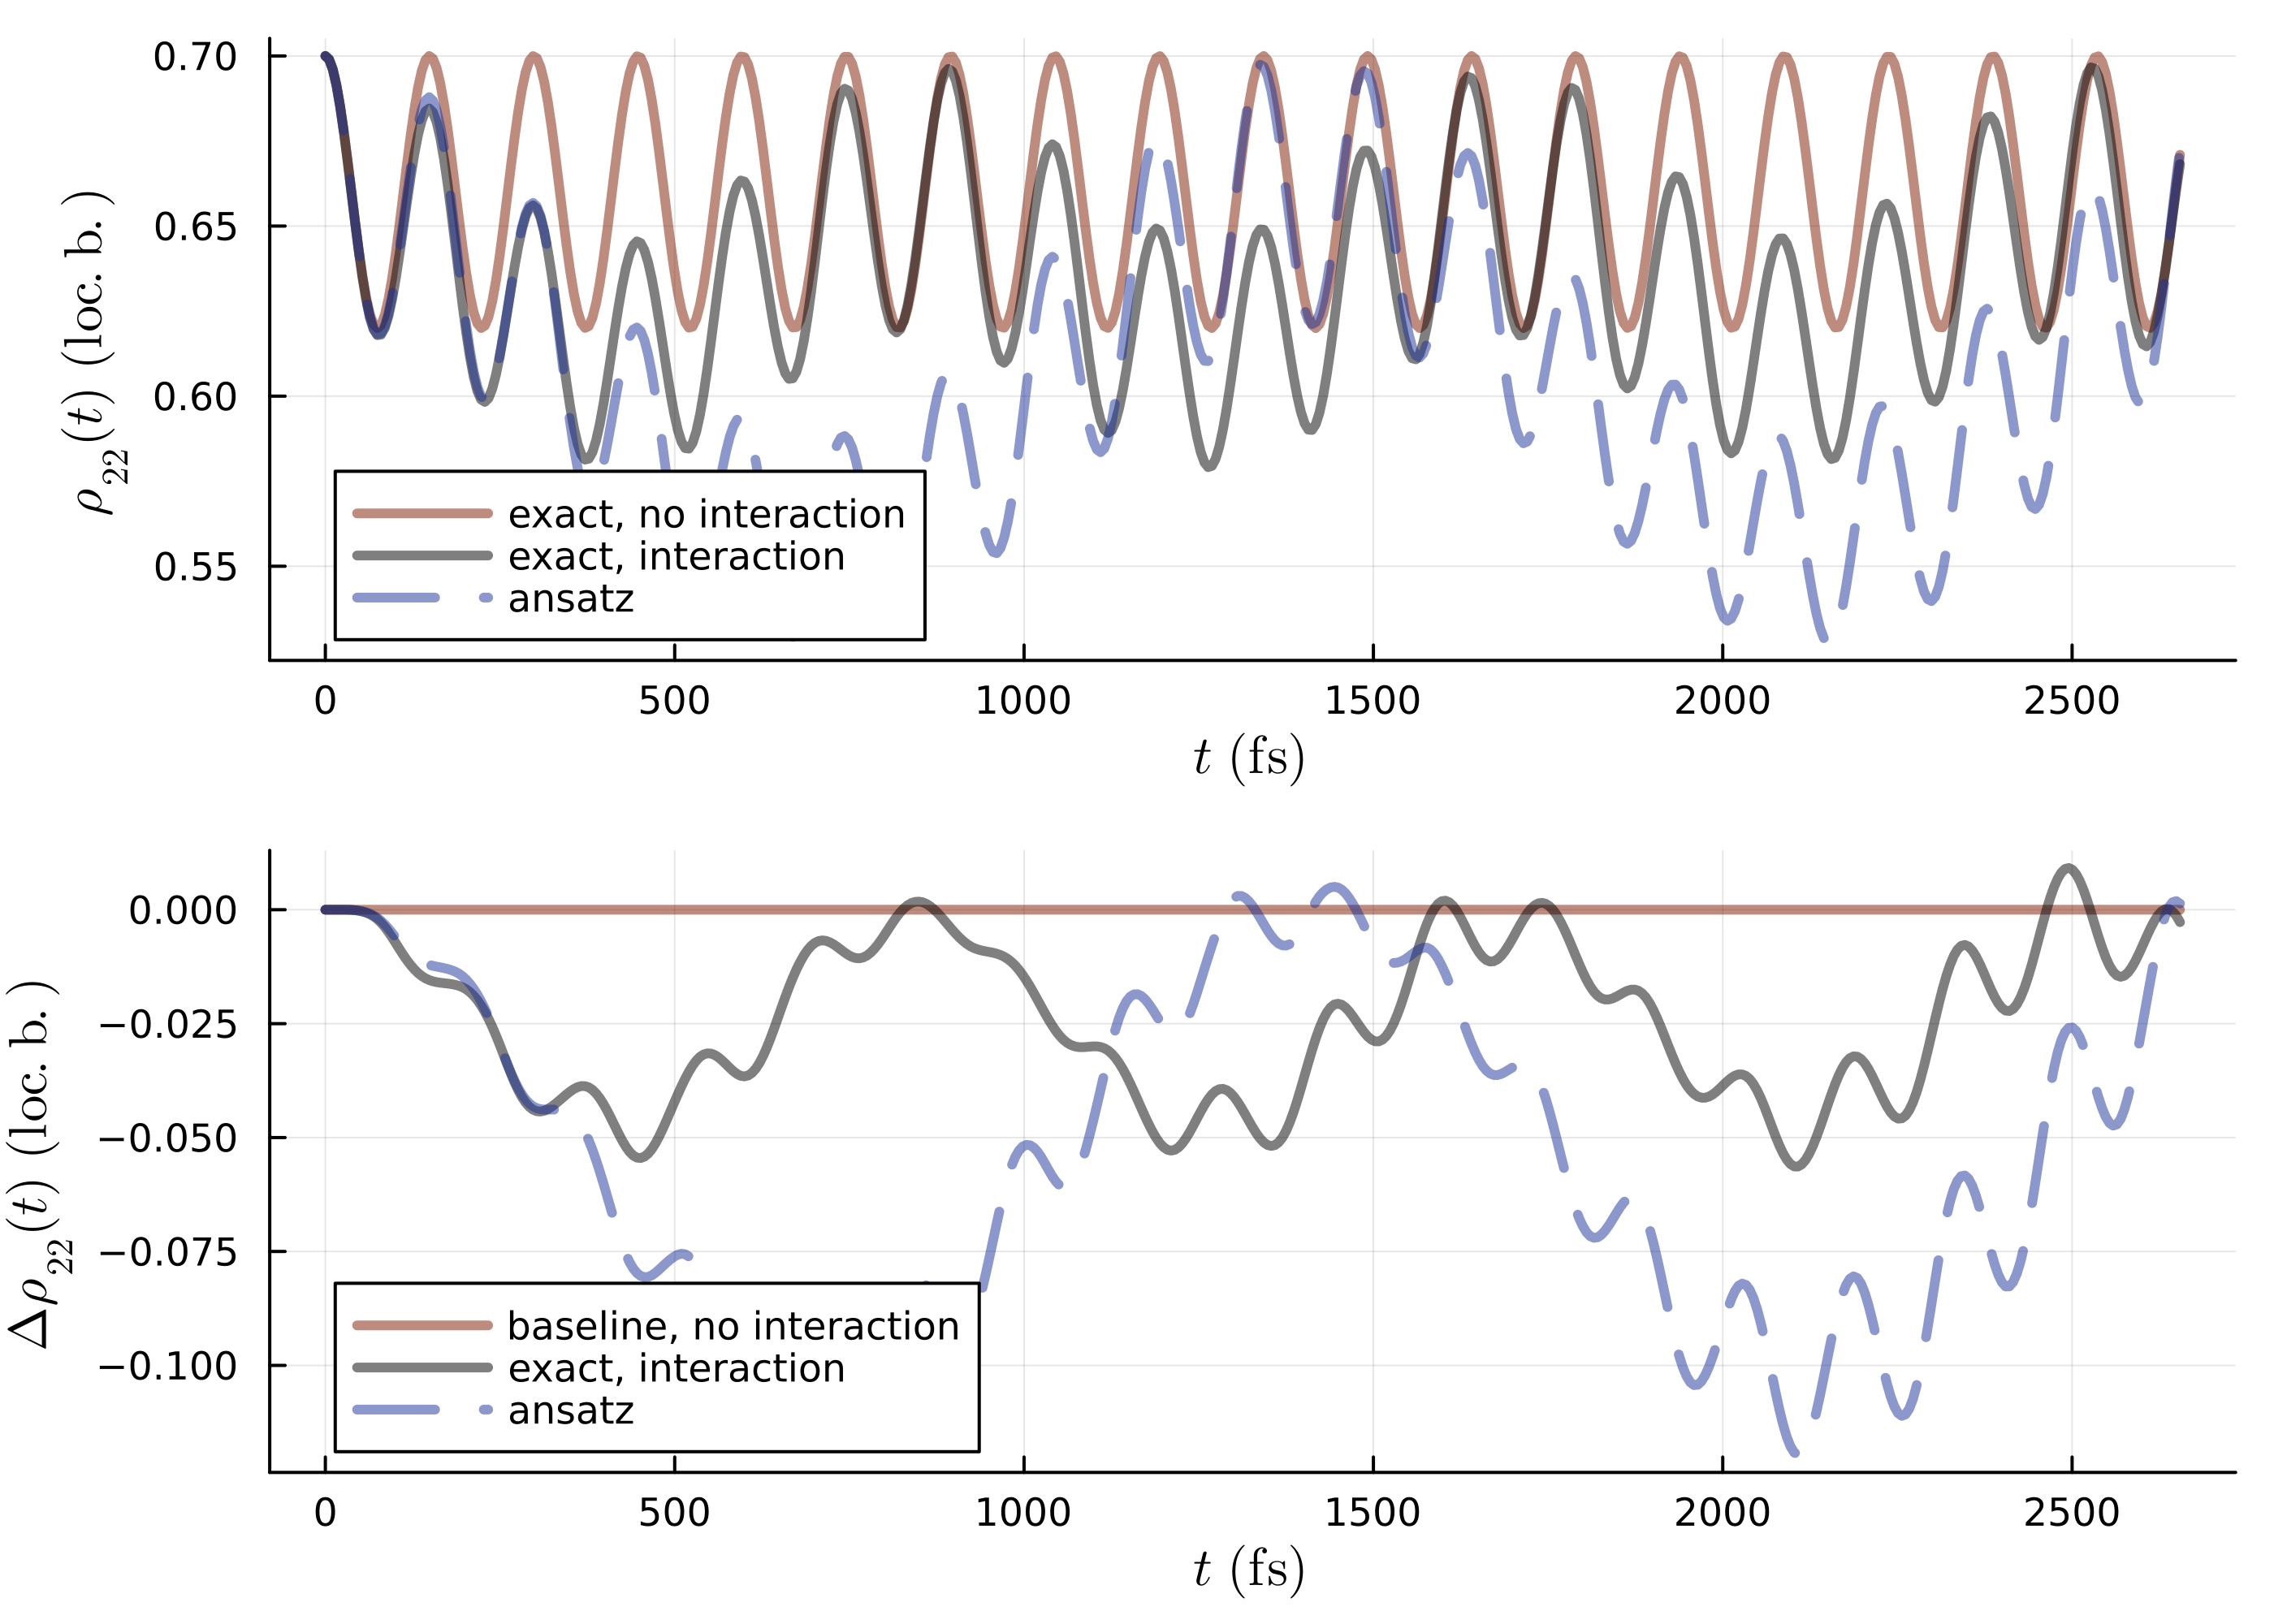 0.70
0.65
0.60
0.55
ρ₂₂(t) (loc. b. )
exact, no interaction
exact, interaction
ansatz
0 500 1000 1500 2000 2500
t (fs)
0.000
−0.025
−0.050
−0.075
−0.100
Δρ₂₂(t) (loc. b. )
baseline, no interaction
exact, interaction
ansatz
0 500 1000 1500 2000 2500
t (fs)